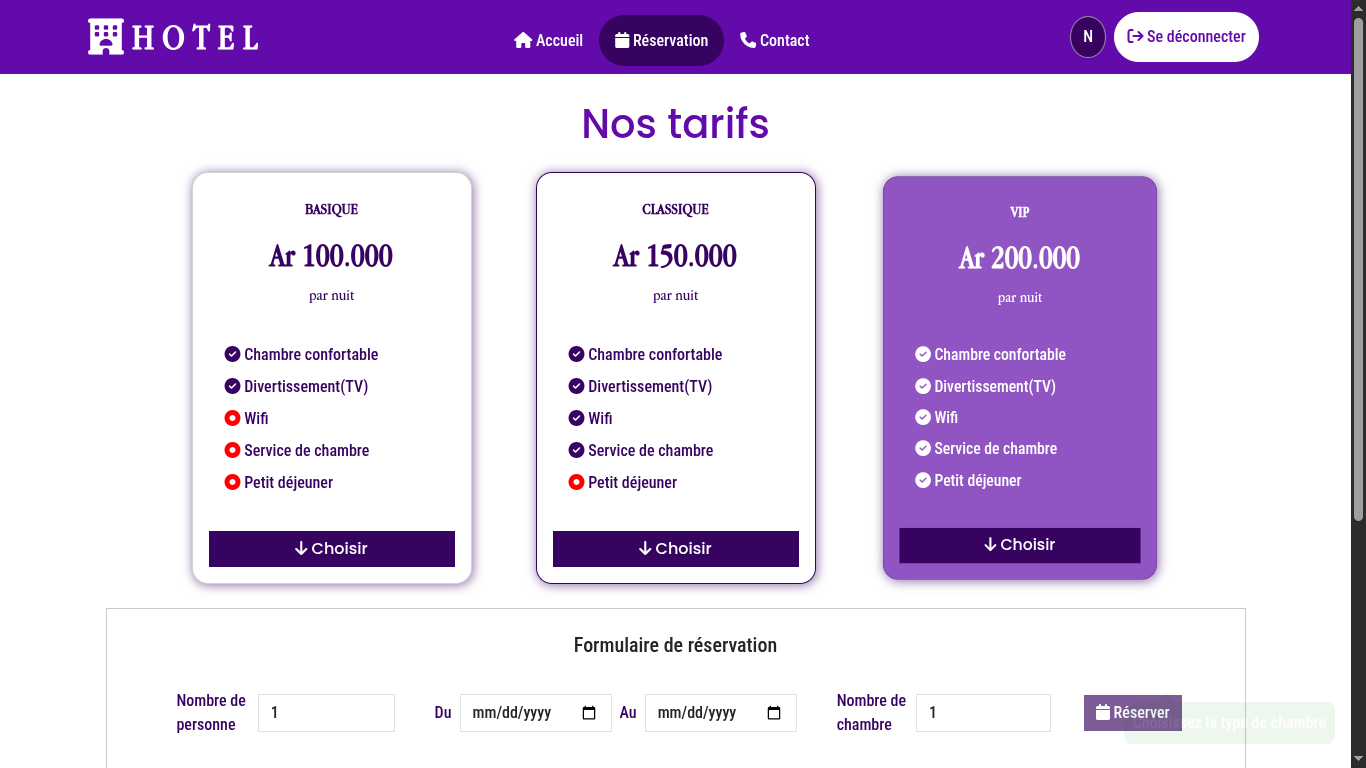 HOTEL
Accueil
Réservation
Contact
N
Se déconnecter
Nos tarifs
BASIQUE
Ar 100.000
par nuit
Chambre confortable
Divertissement(TV)
Wifi
Service de chambre
Petit déjeuner
Choisir
CLASSIQUE
Ar 150.000
par nuit
Chambre confortable
Divertissement(TV)
Wifi
Service de chambre
Petit déjeuner
Choisir
VIP
Ar 200.000
par nuit
Chambre confortable
Divertissement(TV)
Wifi
Service de chambre
Petit déjeuner
Choisir
Formulaire de réservation
Nombre de
personne
1
Du
mm/dd/yyyy
Au
mm/dd/yyyy
Nombre de
chambre
1
Réserver
Choisissez la type de chambre